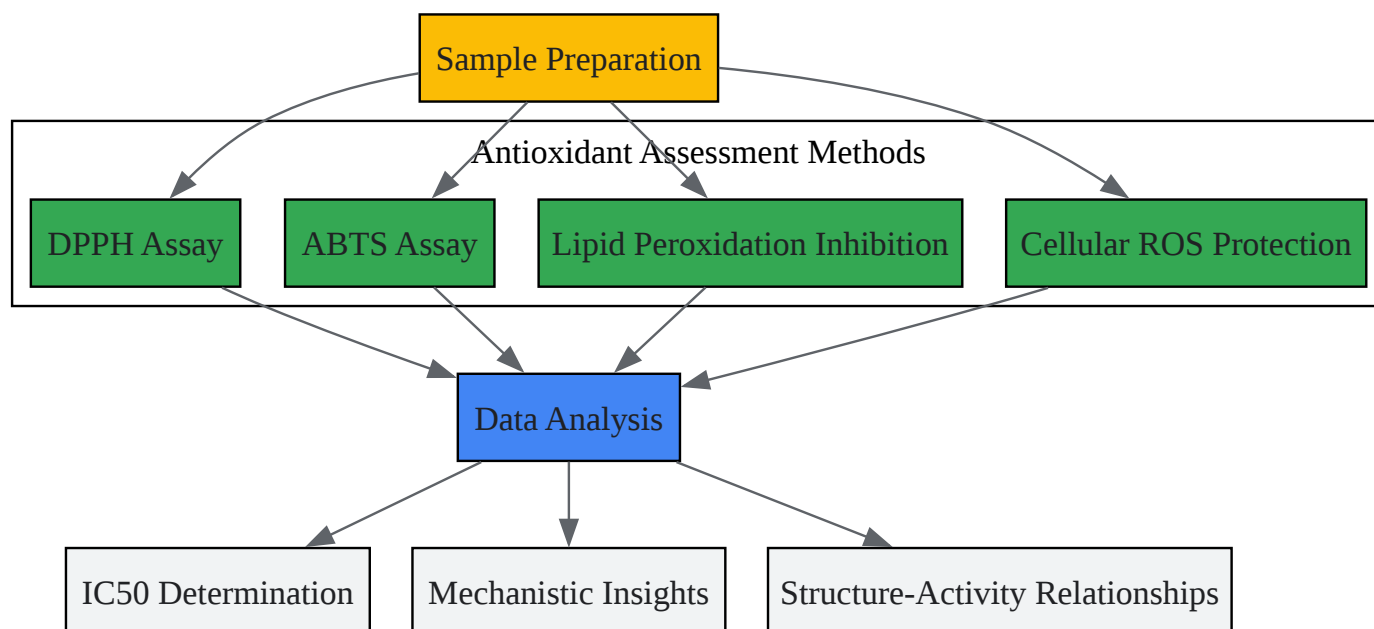 Sample Preparation
Antioxidant Assessment Methods
DPPH Assay
ABTS Assay
Lipid Peroxidation Inhibition
Cellular ROS Protection
Data Analysis
IC50 Determination
Mechanistic Insights
Structure-Activity Relationships